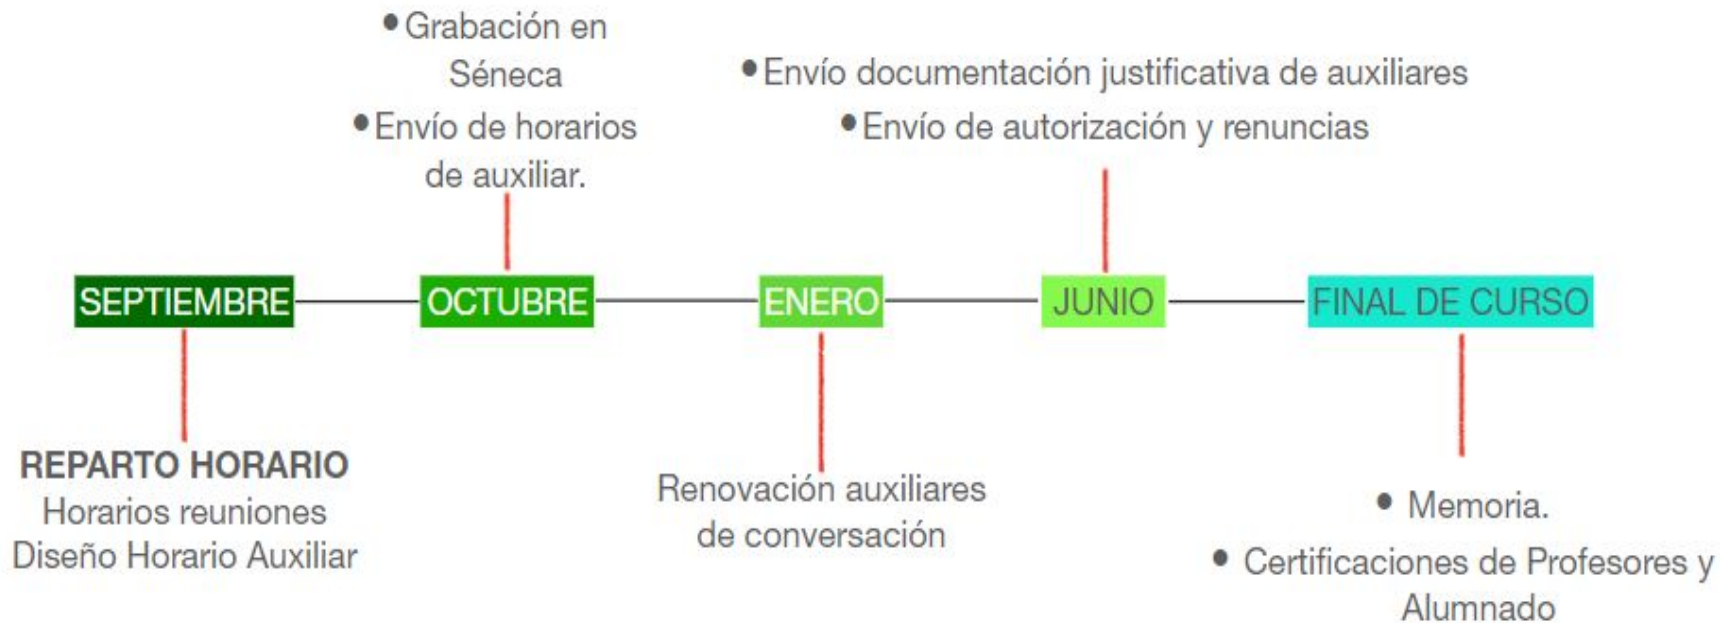 • Grabación en
Séneca
• Envío de horarios
de auxiliar.
• Envío documentación justificativa de auxiliares
• Envío de autorización y renuncias
SEPTIEMBRE
OCTUBRE
ENERO
JUNIO
FINAL DE CURSO
REPARTO HORARIO
Horarios reuniones
Diseño Horario Auxiliar
Renovación auxiliares
de conversación
• Memoria.
• Certificaciones de Profesores y
Alumnado